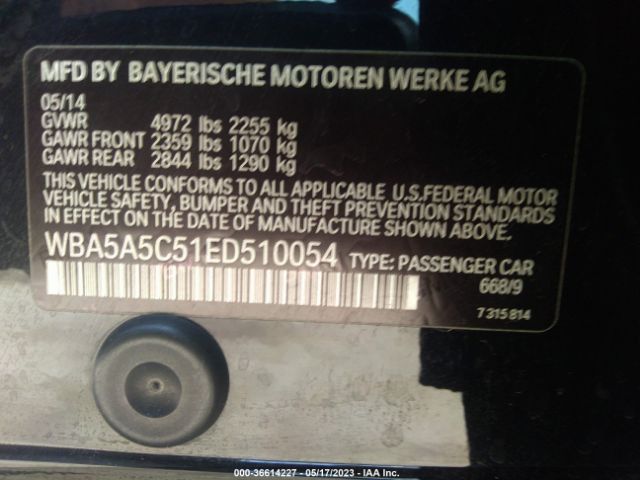 MFD BY BAYERISCHE MOTOREN WERKE AG
05/14
GVWR 4972 lbs 2255 kg
GAWR FRONT 2359 lbs 1070 kg
GAWR REAR 2844 lbs 1290 kg
THIS VEHICLE CONFORMS TO ALL APPLICABLE U.S.FEDERAL MOTOR
VEHICLE SAFETY, BUMPER AND THEFT PREVENTION STANDARDS
IN EFFECT ON THE DATE OF MANUFACTURE SHOWN ABOVE.
WBA5A5C51ED510054 TYPE: PASSENGER CAR
668/9
7 315 814
000-36614227 - 05/17/2023 - IAA Inc.